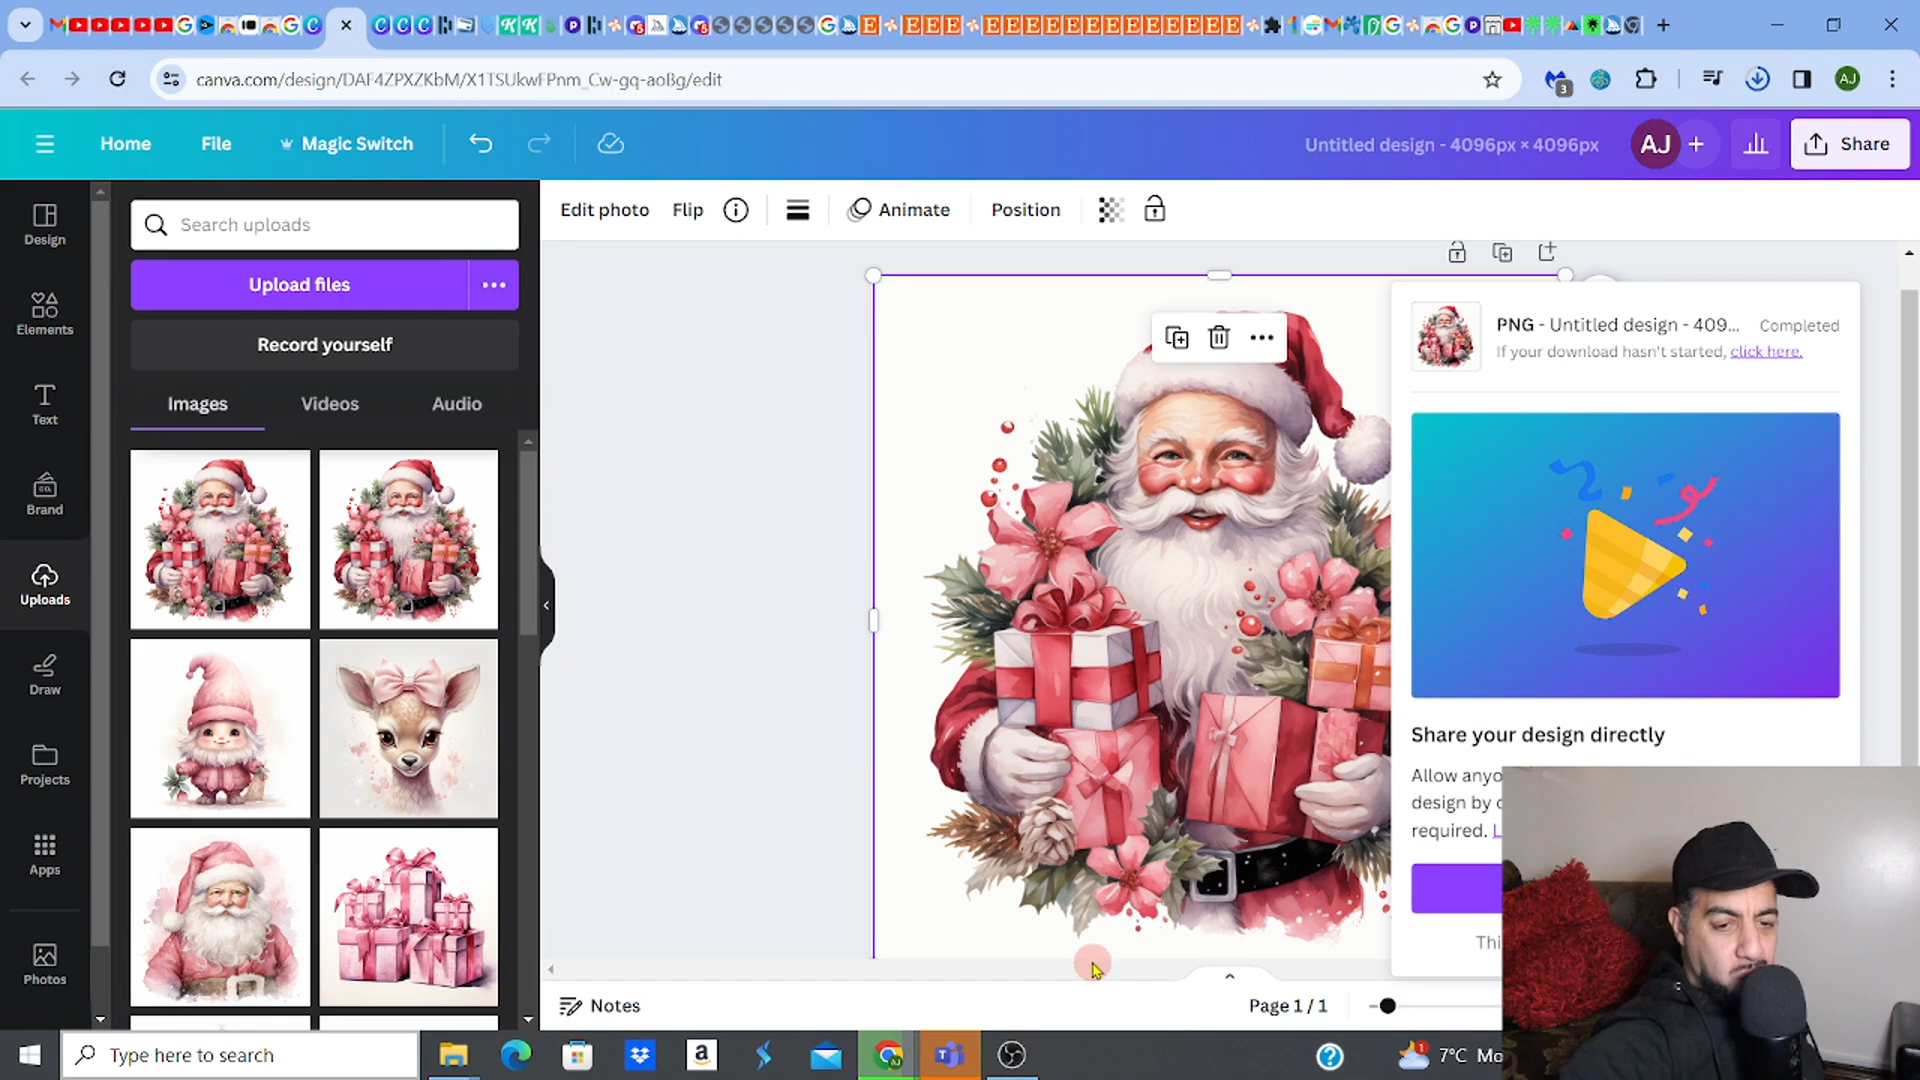 canva.com/design/DAF4ZPXZKbM/X1TSUkwFPnm_Cw-gq-aoBg/edit
3
AJ
Home
File
Magic Switch
Untitled design - 4096px × 4096px
AJ
Share
Design
Elements
Text
Brand
Uploads
Draw
Projects
Apps
Photos
Search uploads
Upload files
Record yourself
Images
Videos
Audio
Edit photo
Flip
Animate
Position
PNG - Untitled design - 409... Completed
If your download hasn't started, click here.
Share your design directly
Allow anyo
design by
required.
Notes
Page 1 / 1
Type here to search
7°C Mo